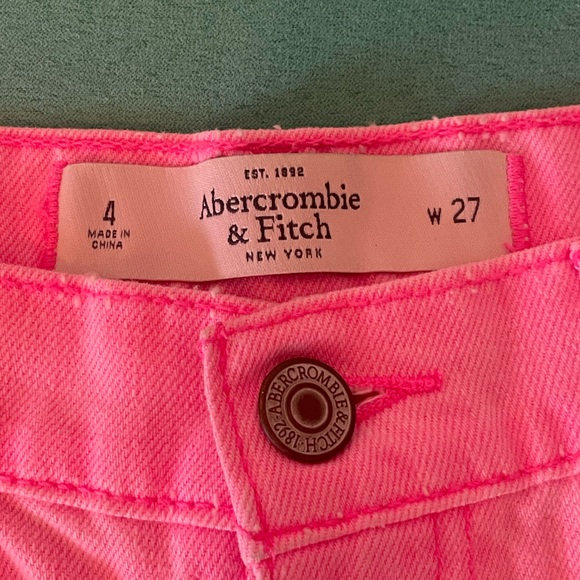 EST. 1892
Abercrombie
& Fitch
NEW YORK
4
MADE IN
CHINA
W 27
ABERCROMBIE & FITCH · 1892 ·